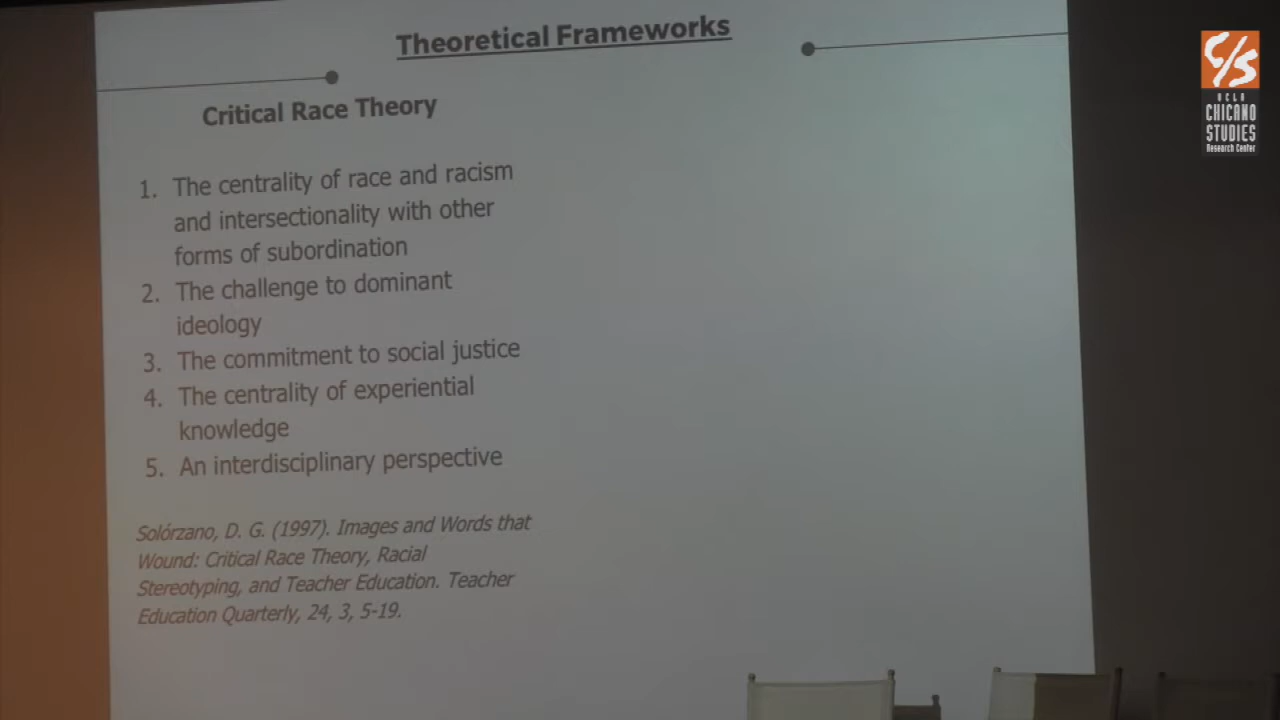 Theoretical Frameworks
Critical Race Theory
1. The centrality of race and racism
and intersectionality with other
forms of subordination
2. The challenge to dominant
ideology
3. The commitment to social justice
4. The centrality of experiential
knowledge
5. An interdisciplinary perspective
Solórzano, D. G. (1997). Images and Words that
Wound: Critical Race Theory, Racial
Stereotyping, and Teacher Education. Teacher
Education Quarterly, 24, 3, 5-19.
C/S
UCLA
CHICANO
STUDIES
Research Center